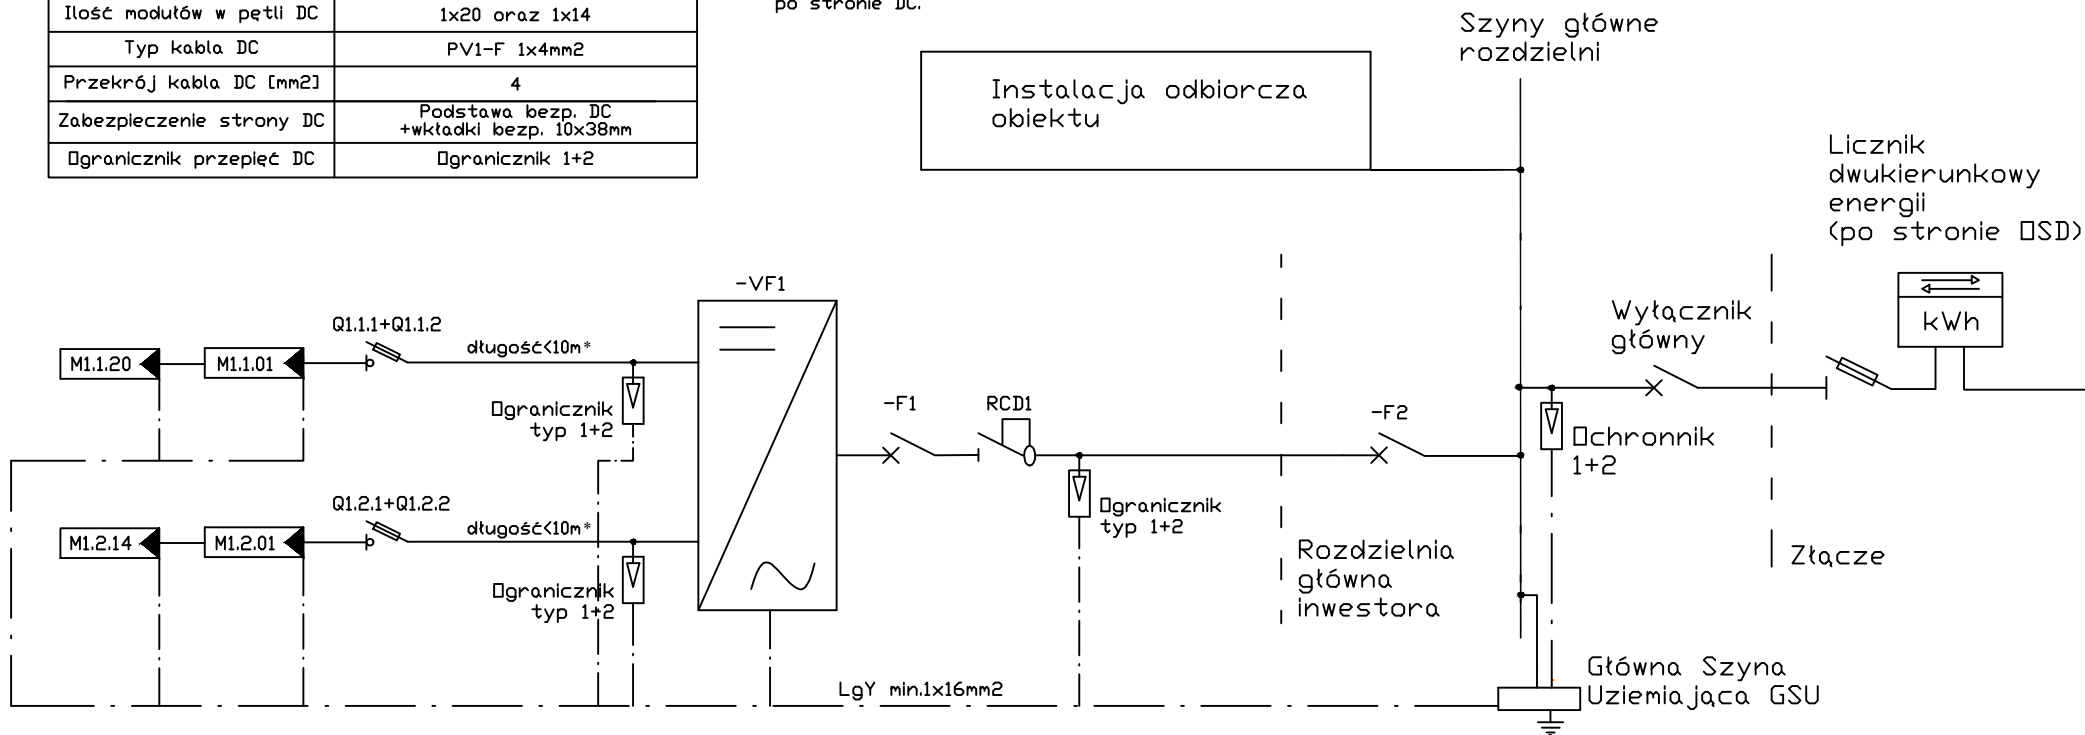 Ilość modułów w pętli DC
1x20 oraz 1x14
Typ kabla DC
PV1-F 1x4mm2
Przekrój kabla DC [mm2]
4
Zabezpieczenie strony DC
Podstawa bezp. DC
+wkładki bezp. 10x38mm
Ogranicznik przepięć DC
Ogranicznik 1+2
po stronie DC.
Instalacja odbiorcza
obiektu
Szyny główne
rozdzielni
Licznik
dwukierunkowy
energii
(po stronie OSD)
kWh
Wyłącznik
główny
-VF1
Q1.1.1+Q1.1.2
M1.1.20
M1.1.01
długość<10m*
Ogranicznik
typ 1+2
-F1
RCD1
-F2
Ochronnik
1+2
Q1.2.1+Q1.2.2
M1.2.14
M1.2.01
długość<10m*
Ogranicznik
typ 1+2
Ogranicznik
typ 1+2
Rozdzielnia
główna
inwestora
Złącze
LgY min.1x16mm2
Główna Szyna
Uziemiająca GSU